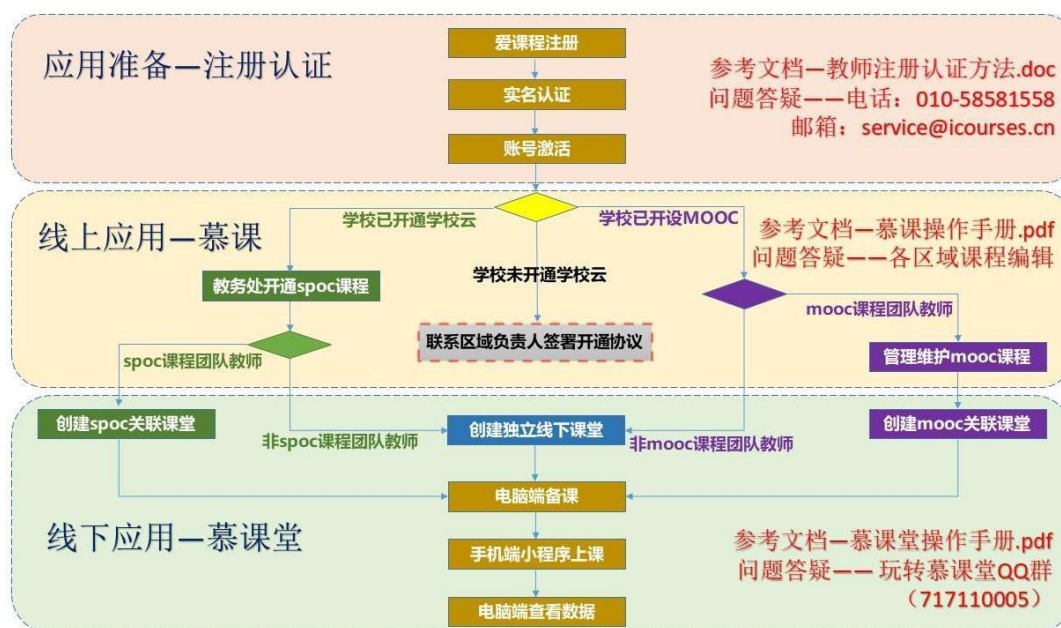 应用准备—注册认证
爱课程注册
实名认证
账号激活
参考文档—教师注册认证方法.doc
问题答疑——电话：010-58581558
邮箱：service@icourses.cn
线上应用—慕课
学校已开通学校云
学校已开设MOOC
参考文档—慕课操作手册.pdf
问题答疑——各区域课程编辑
教务处开通spoc课程
学校未开通学校云
mooc课程团队教师
联系区域负责人签署开通协议
spoc课程团队教师
管理维护mooc课程
创建spoc关联课堂
非spoc课程团队教师
创建独立线下课堂
非mooc课程团队教师
创建mooc关联课堂
电脑端备课
线下应用—慕课堂
手机端小程序上课
电脑端查看数据
参考文档—慕课堂操作手册.pdf
问题答疑—— 玩转慕课堂QQ群
（717110005）